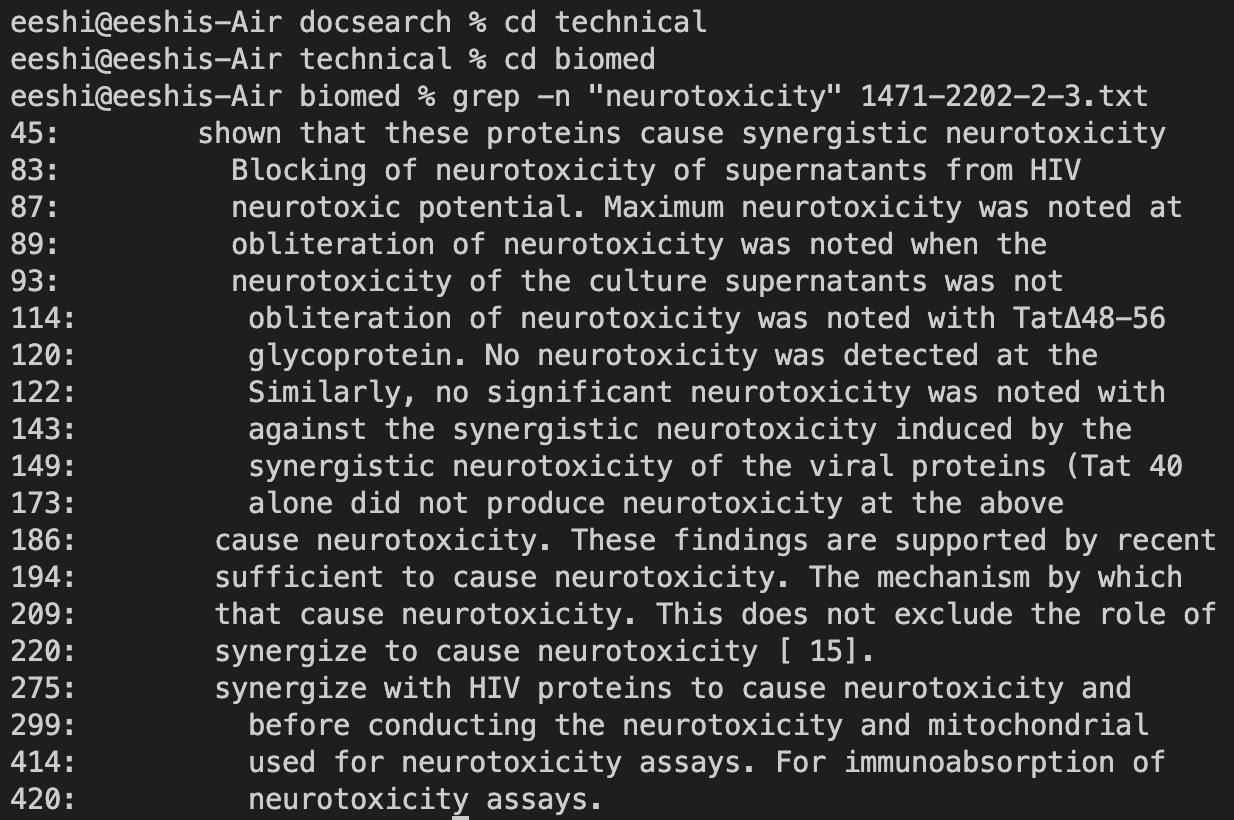 eeshi@eeshis-Air docsearch % cd technical
eeshi@eeshis-Air technical % cd biomed
eeshi@eeshis-Air biomed % grep -n "neurotoxicity" 1471-2202-2-3.txt
45:        shown that these proteins cause synergistic neurotoxicity
83:          Blocking of neurotoxicity of supernatants from HIV
87:          neurotoxic potential. Maximum neurotoxicity was noted at
89:          obliteration of neurotoxicity was noted when the
93:          neurotoxicity of the culture supernatants was not
114:          obliteration of neurotoxicity was noted with TatΔ48-56
120:          glycoprotein. No neurotoxicity was detected at the
122:          Similarly, no significant neurotoxicity was noted with
143:          against the synergistic neurotoxicity induced by the
149:          synergistic neurotoxicity of the viral proteins (Tat 40
173:          alone did not produce neurotoxicity at the above
186:        cause neurotoxicity. These findings are supported by recent
194:        sufficient to cause neurotoxicity. The mechanism by which
209:        that cause neurotoxicity. This does not exclude the role of
220:        synergize to cause neurotoxicity [ 15].
275:        synergize with HIV proteins to cause neurotoxicity and
299:          before conducting the neurotoxicity and mitochondrial
414:          used for neurotoxicity assays. For immunoabsorption of
420:          neurotoxicity assays.